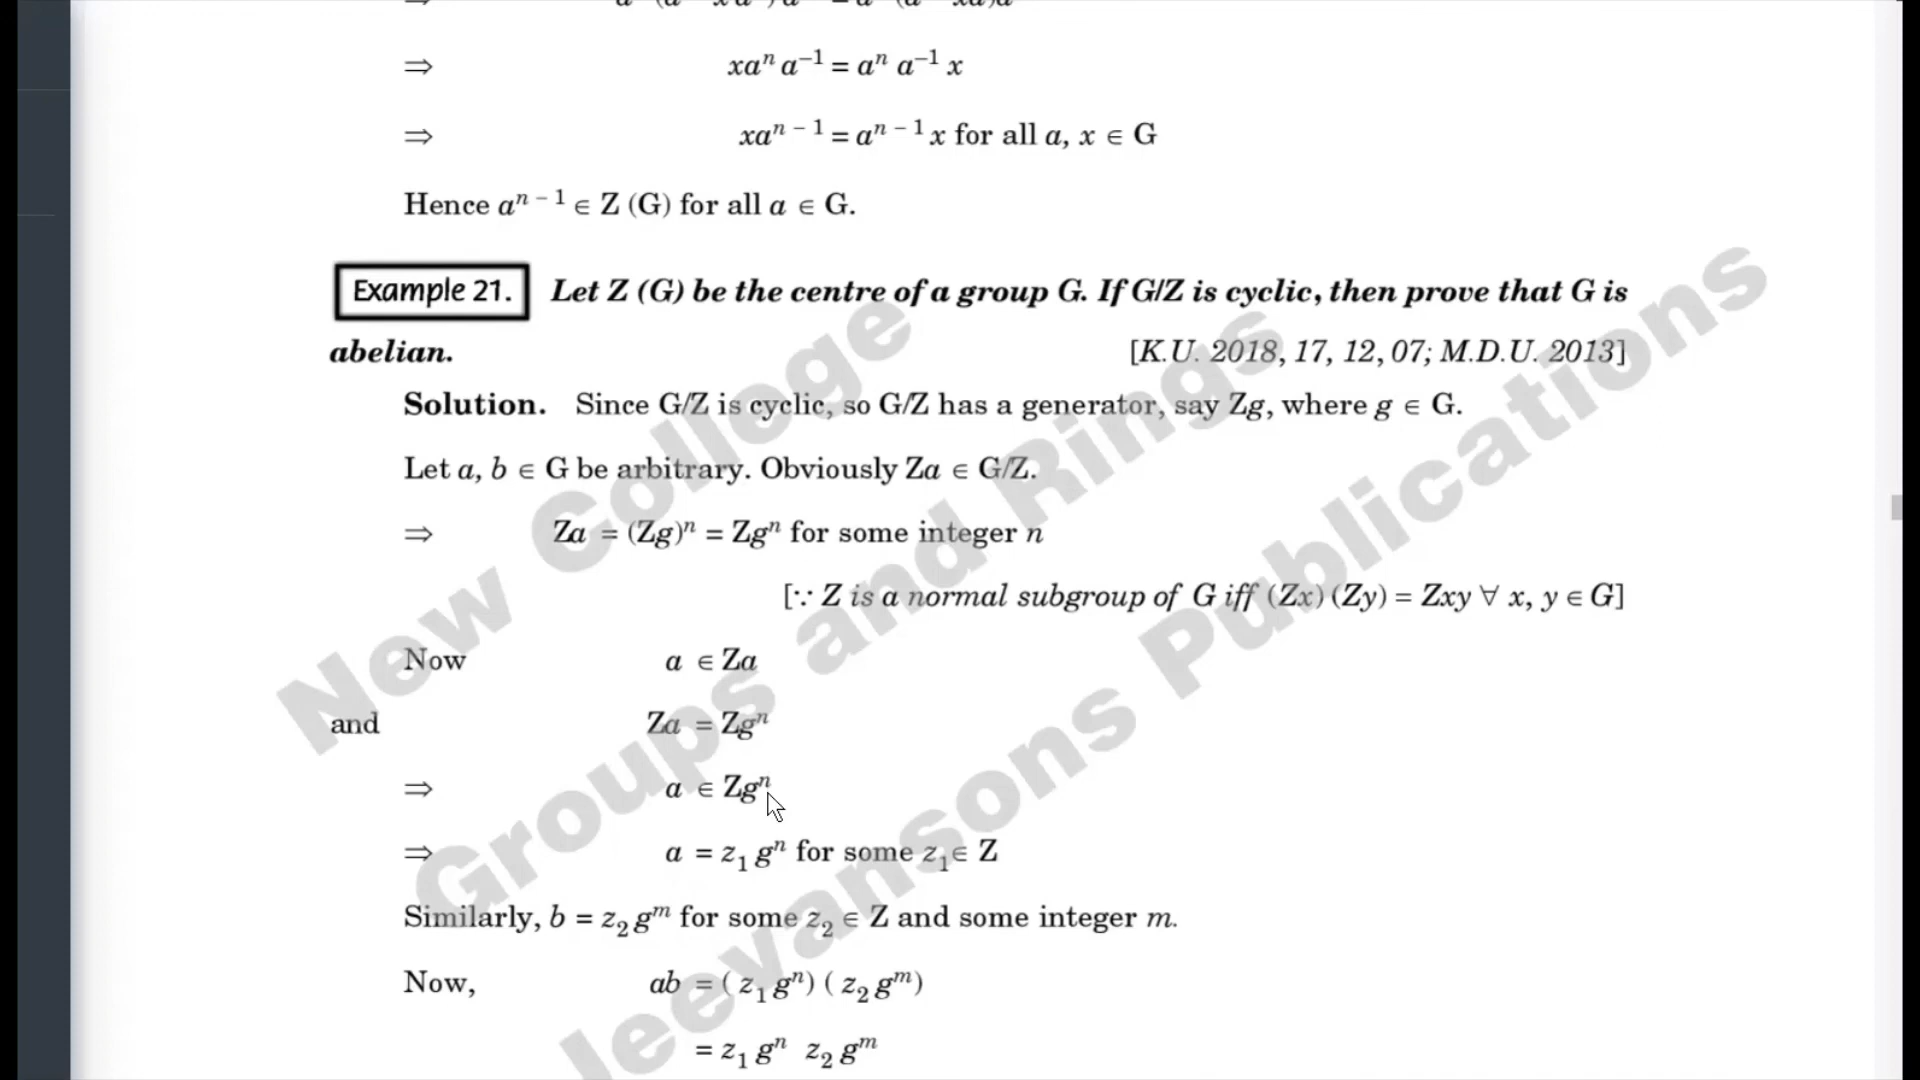 ⇒ xaⁿ a⁻¹ = aⁿ a⁻¹ x
⇒ xaⁿ ⁻ ¹ = aⁿ ⁻ ¹ x for all a, x ∈ G
Hence aⁿ ⁻ ¹ ∈ Z (G) for all a ∈ G.
Example 21. Let Z (G) be the centre of a group G. If G/Z is cyclic, then prove that G is
abelian. [K.U. 2018, 17, 12, 07; M.D.U. 2013]
Solution. Since G/Z is cyclic, so G/Z has a generator, say Zg, where g ∈ G.
Let a, b ∈ G be arbitrary. Obviously Za ∈ G/Z.
⇒ Za = (Zg)ⁿ = Zgⁿ for some integer n
[∵ Z is a normal subgroup of G iff (Zx) (Zy) = Zxy ∀ x, y ∈ G]
Now a ∈ Za
and Za = Zgⁿ
⇒ a ∈ Zgⁿ
⇒ a = z₁ gⁿ for some z₁ ∈ Z
Similarly, b = z₂ gᵐ for some z₂ ∈ Z and some integer m.
Now, ab = ( z₁ gⁿ) ( z₂ gᵐ)
= z₁ gⁿ z₂ gᵐ
New College
Groups and Rings
Jeevansons Publications